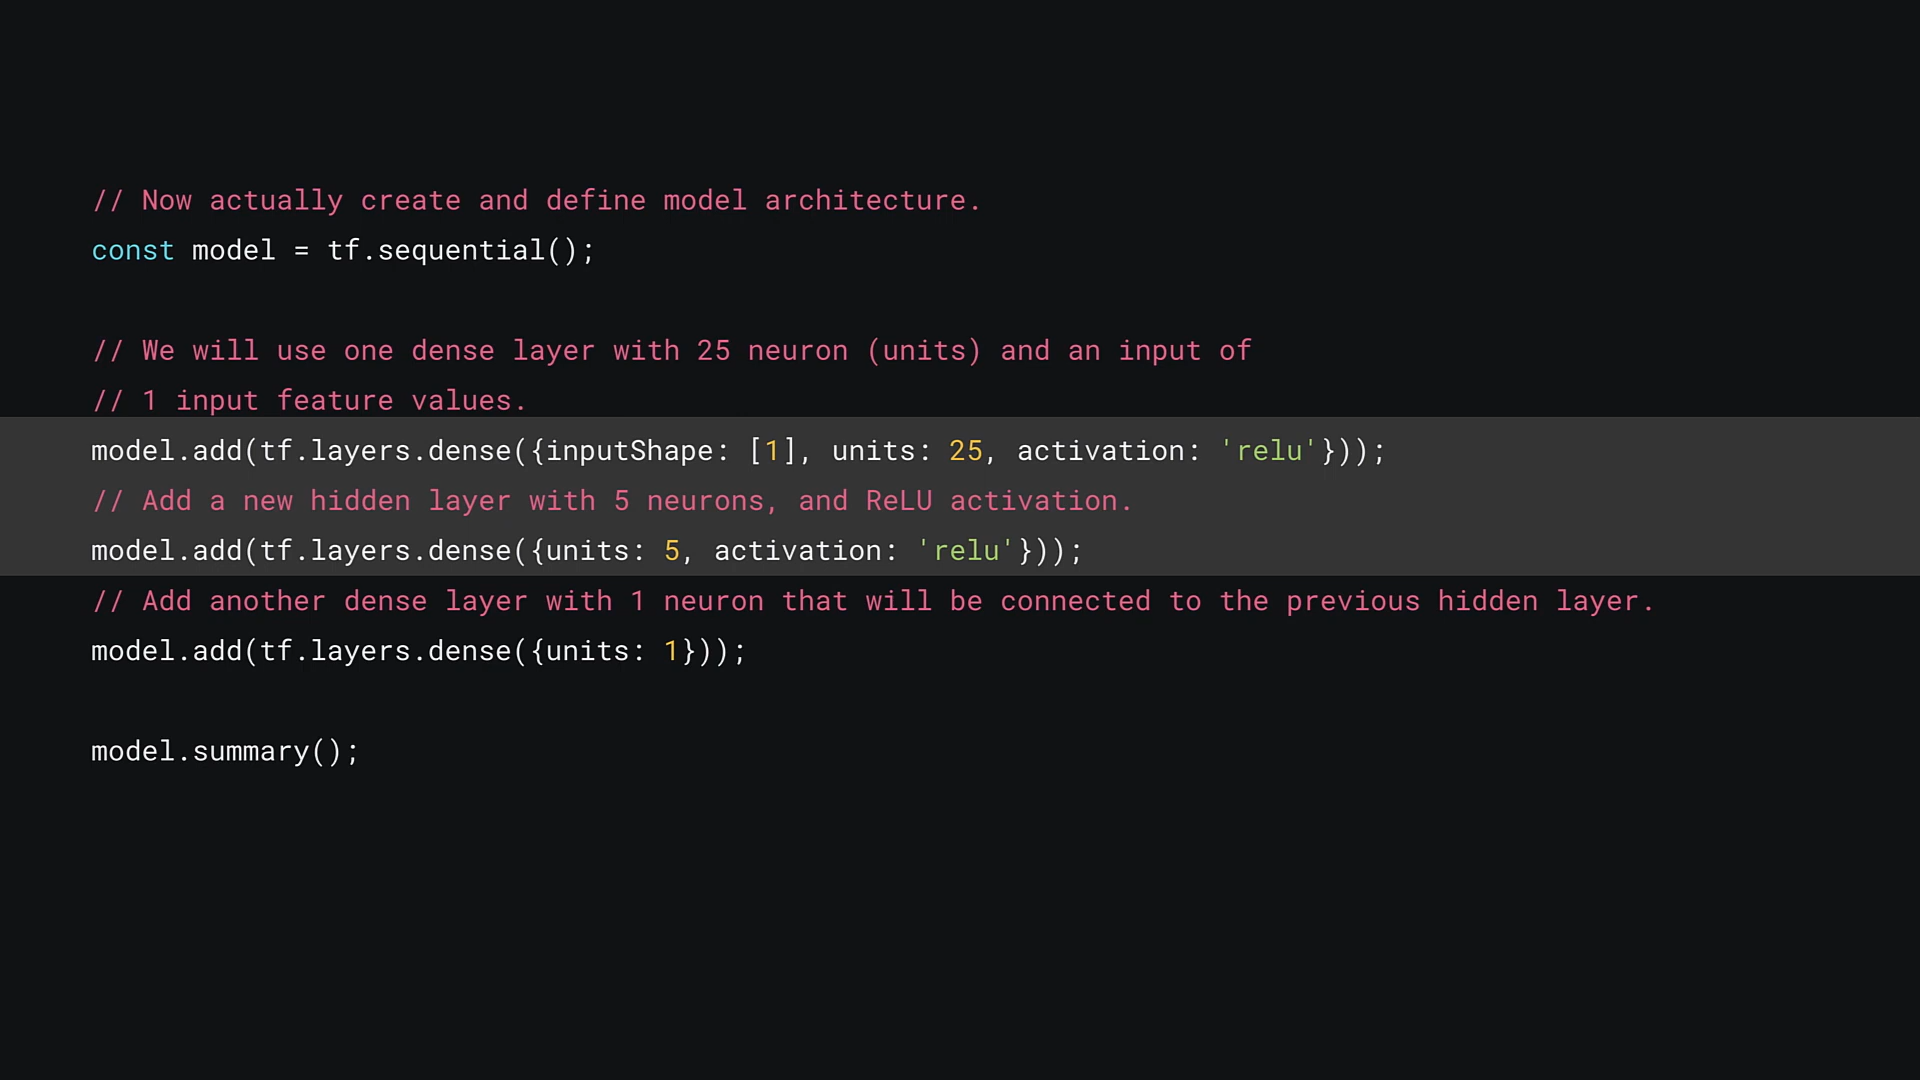 // Now actually create and define model architecture.
const model = tf.sequential();
// We will use one dense layer with 25 neuron (units) and an input of
// 1 input feature values.
model.add(tf.layers.dense({inputShape: [1], units: 25, activation: 'relu'}));
// Add a new hidden layer with 5 neurons, and ReLU activation.
model.add(tf.layers.dense({units: 5, activation: 'relu'}));
// Add another dense layer with 1 neuron that will be connected to the previous hidden layer.
model.add(tf.layers.dense({units: 1}));
model.summary();